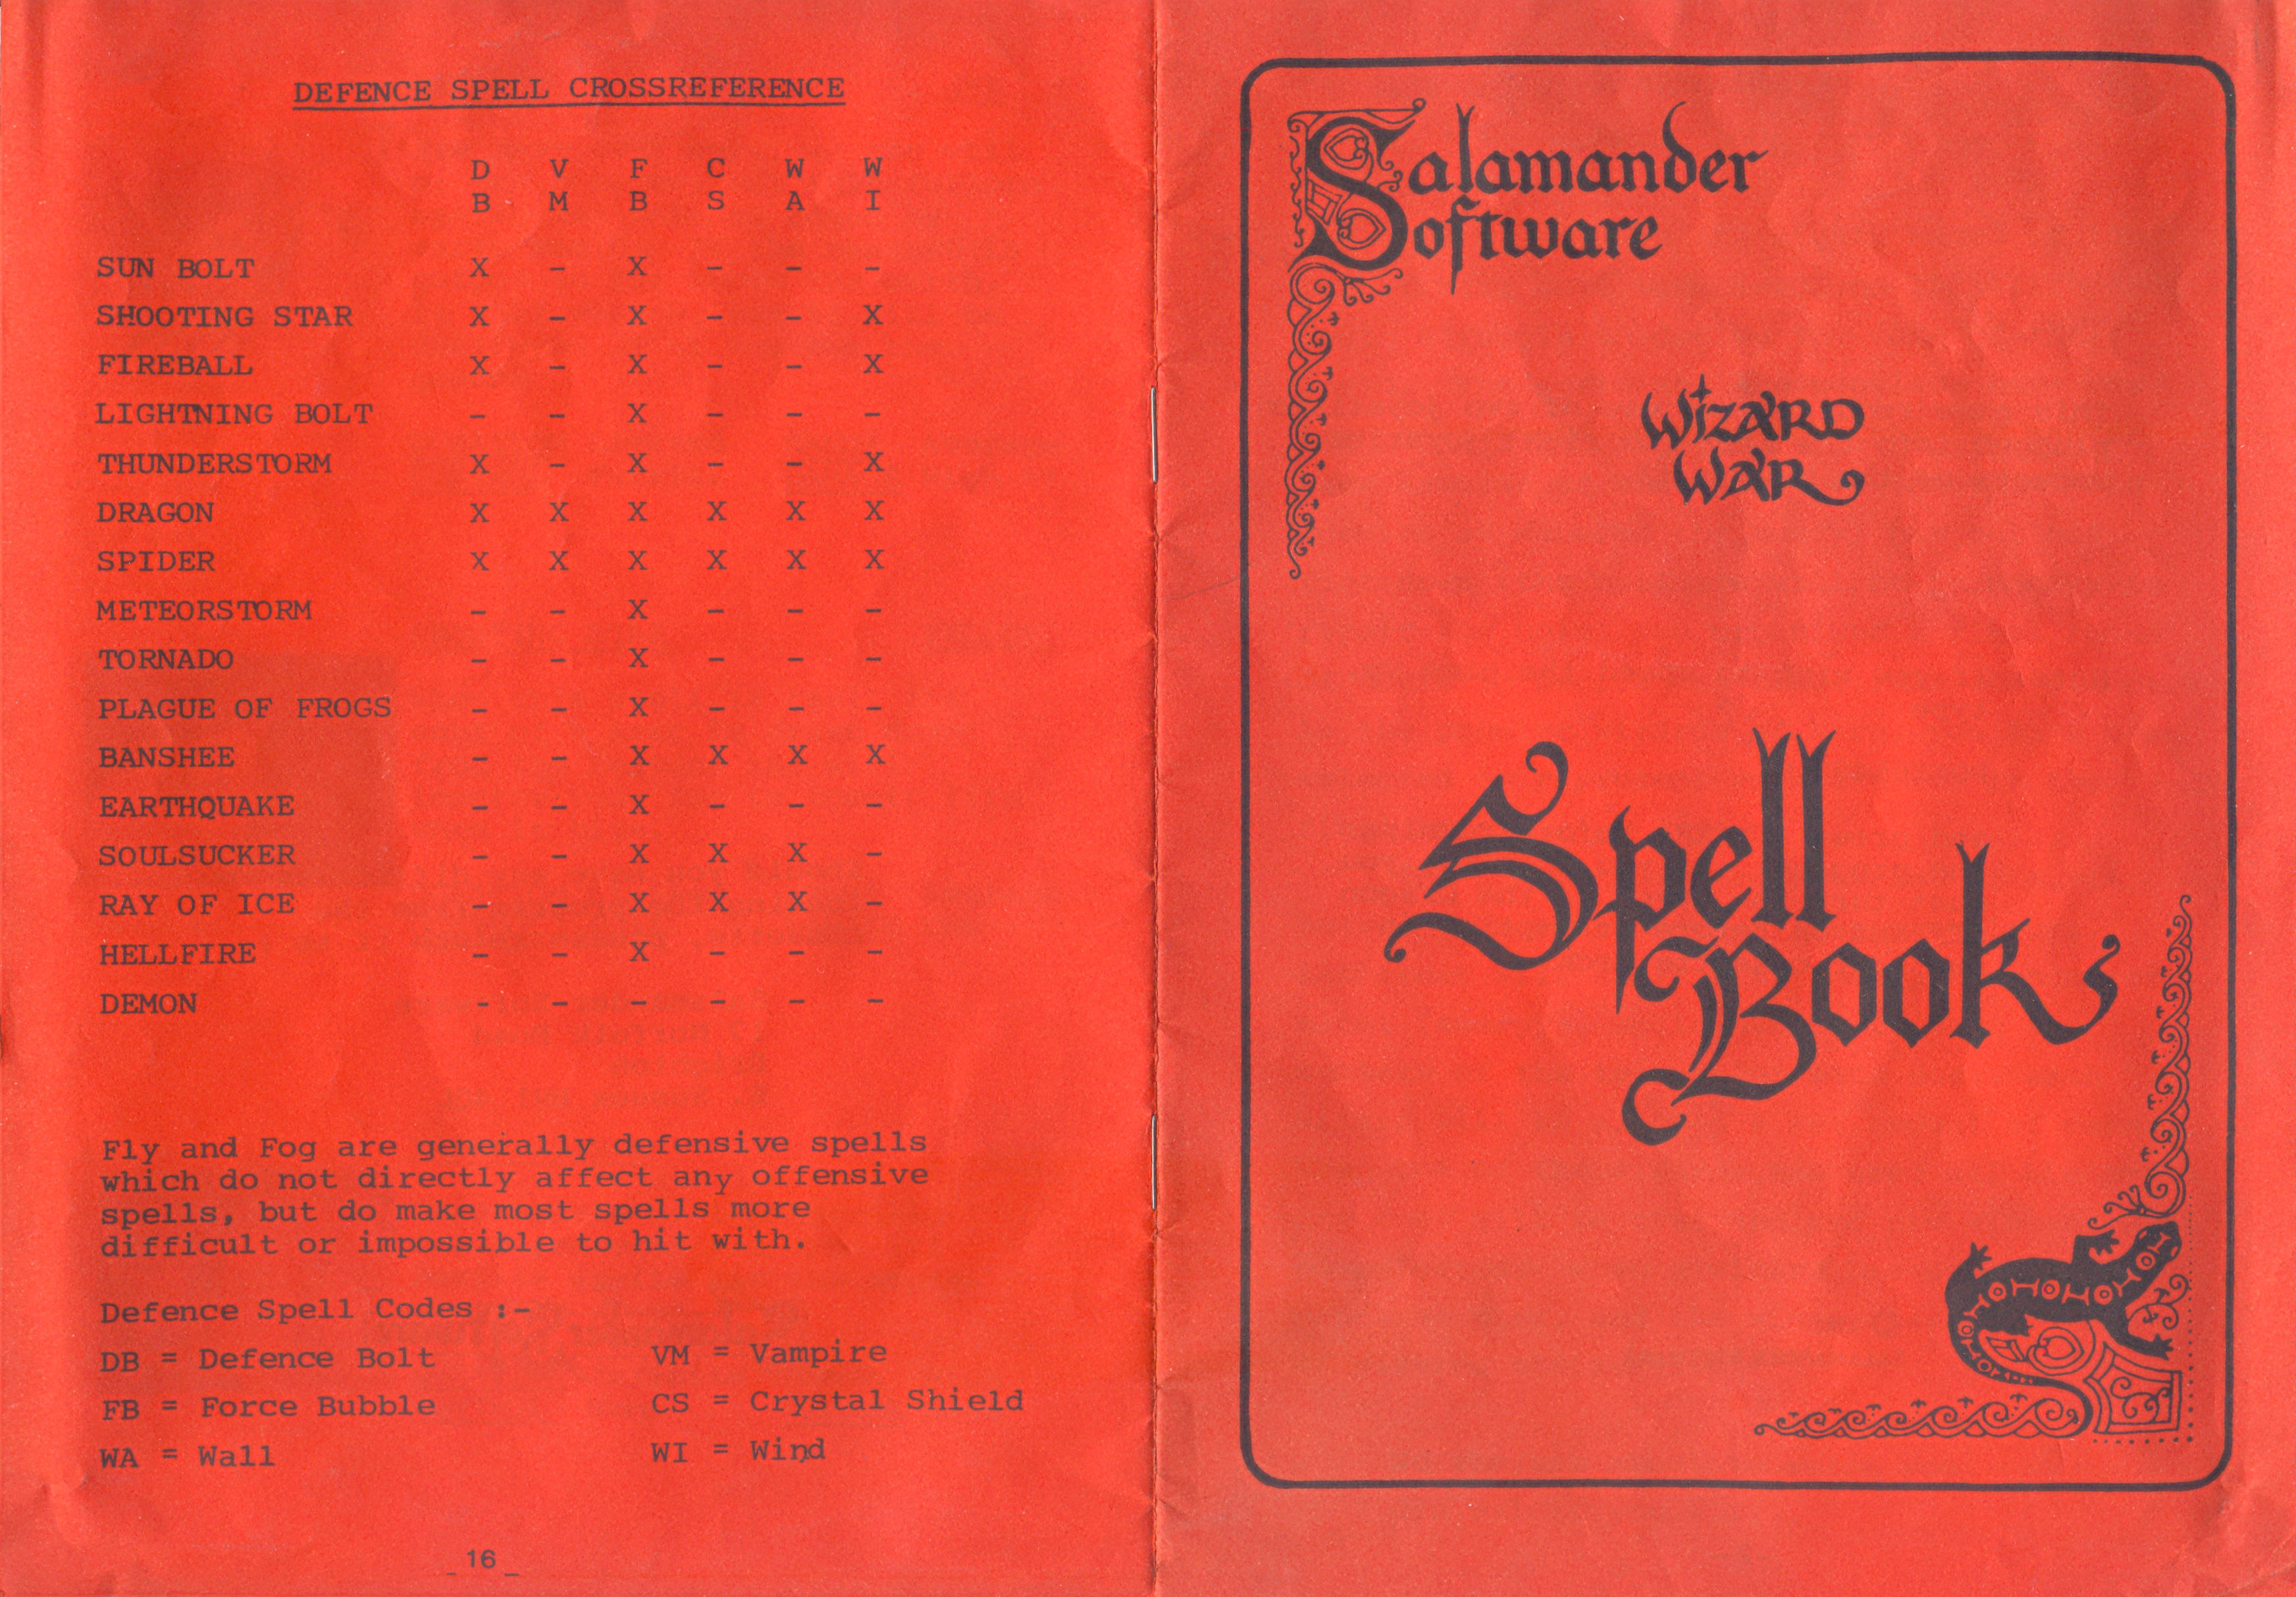 DEFENCE SPELL CROSSREFERENCE
D V F C W W
B M B S A I
SUN BOLT X - X - - -
SHOOTING STAR X - X - - X
FIREBALL X - X - - X
LIGHTNING BOLT - - X - - -
THUNDERSTORM X - X - - X
DRAGON X X X X X X
SPIDER X X X X X X
METEORSTORM - - X - - -
TORNADO - - X - - -
PLAGUE OF FROGS - - X - - -
BANSHEE - - X X X X
EARTHQUAKE - - X - - -
SOULSUCKER - - X X X -
RAY OF ICE - - X X X -
HELLFIRE - - X - - -
DEMON - - - - - -
Fly and Fog are generally defensive spells
which do not directly affect any offensive
spells, but do make most spells more
difficult or impossible to hit with.
Defence Spell Codes :-
DB = Defence Bolt VM = Vampire
FB = Force Bubble CS = Crystal Shield
WA = Wall WI = Wind
_ 16 _
Salamander
Software
WIZARD
WAR
Spell
Book